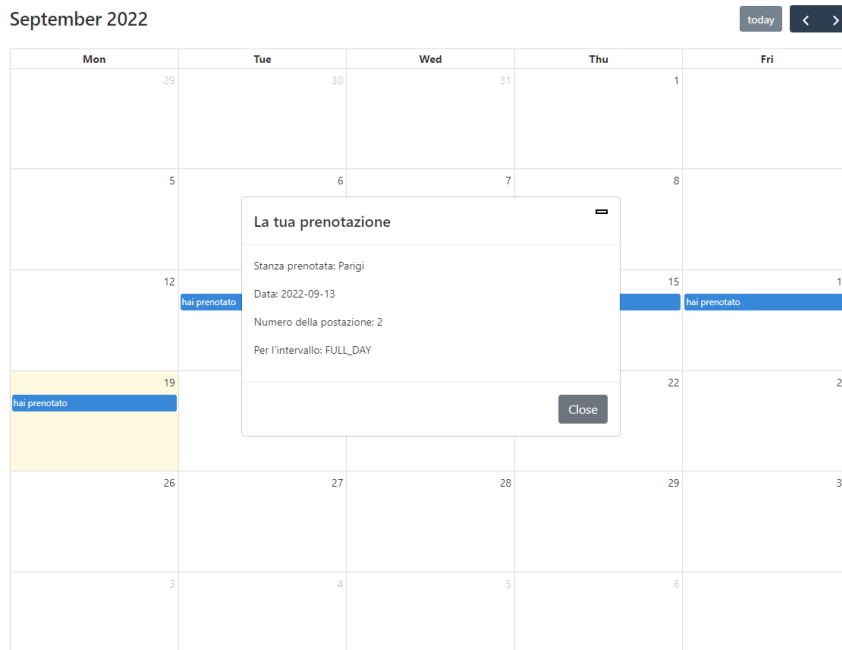 September 2022
today
Mon Tue Wed Thu Fri
29 30 31 1
5 6 7 8
La tua prenotazione
Stanza prenotata: Parigi
Data: 2022-09-13
Numero della postazione: 2
Per l'intervallo: FULL_DAY
Close
12 15
hai prenotato hai prenotato
19 22
hai prenotato
26 27 28 29
3 4 5 6